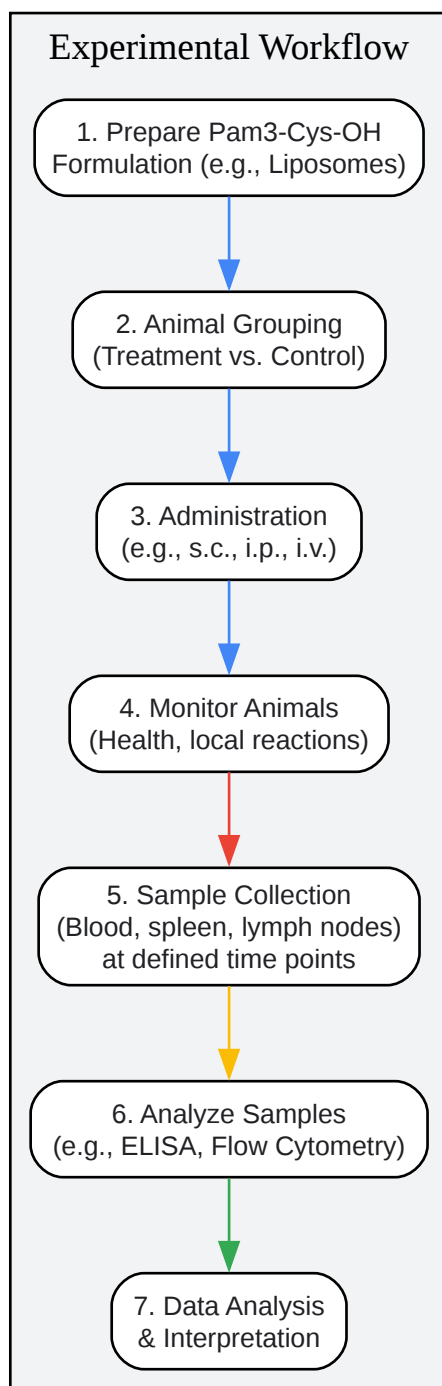 Experimental Workflow
1. Prepare Pam3-Cys-OH
Formulation (e.g., Liposomes)
2. Animal Grouping
(Treatment vs. Control)
3. Administration
(e.g., s.c., i.p., i.v.)
4. Monitor Animals
(Health, local reactions)
5. Sample Collection
(Blood, spleen, lymph nodes)
at defined time points
6. Analyze Samples
(e.g., ELISA, Flow Cytometry)
7. Data Analysis
& Interpretation